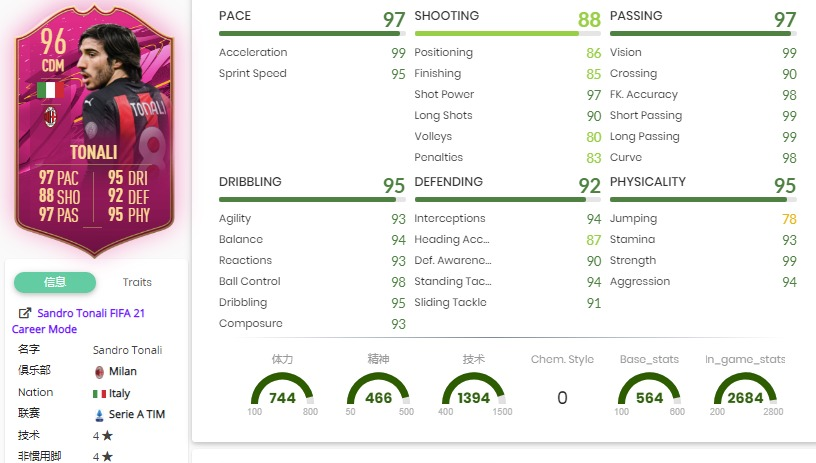 96
CDM
TONALI
8
TONALI
97 PAC
88 SHO
97 PAS
95 DRI
92 DEF
95 PHY
信息
Traits
Sandro Tonali FIFA 21
Career Mode
名字 Sandro Tonali
俱乐部 Milan
Nation Italy
联赛 Serie A TIM
技术 4 ★
非惯用脚 4 ★
PACE 97
Acceleration 99
Sprint Speed 95
SHOOTING 88
Positioning 86
Finishing 85
Shot Power 97
Long Shots 90
Volleys 80
Penalties 83
PASSING 97
Vision 99
Crossing 90
FK. Accuracy 98
Short Passing 99
Long Passing 99
Curve 98
DRIBBLING 95
Agility 93
Balance 94
Reactions 93
Ball Control 98
Dribbling 95
Composure 93
DEFENDING 92
Interceptions 94
Heading Acc... 87
Def. Awarene... 90
Standing Tac... 94
Sliding Tackle 91
PHYSICALITY 95
Jumping 78
Stamina 93
Strength 99
Aggression 94
体力
744
100 800
精神
466
50 500
技术
1394
400 1500
Chem. Style
0
Base_stats
564
100 600
In_game_stats
2684
200 2800